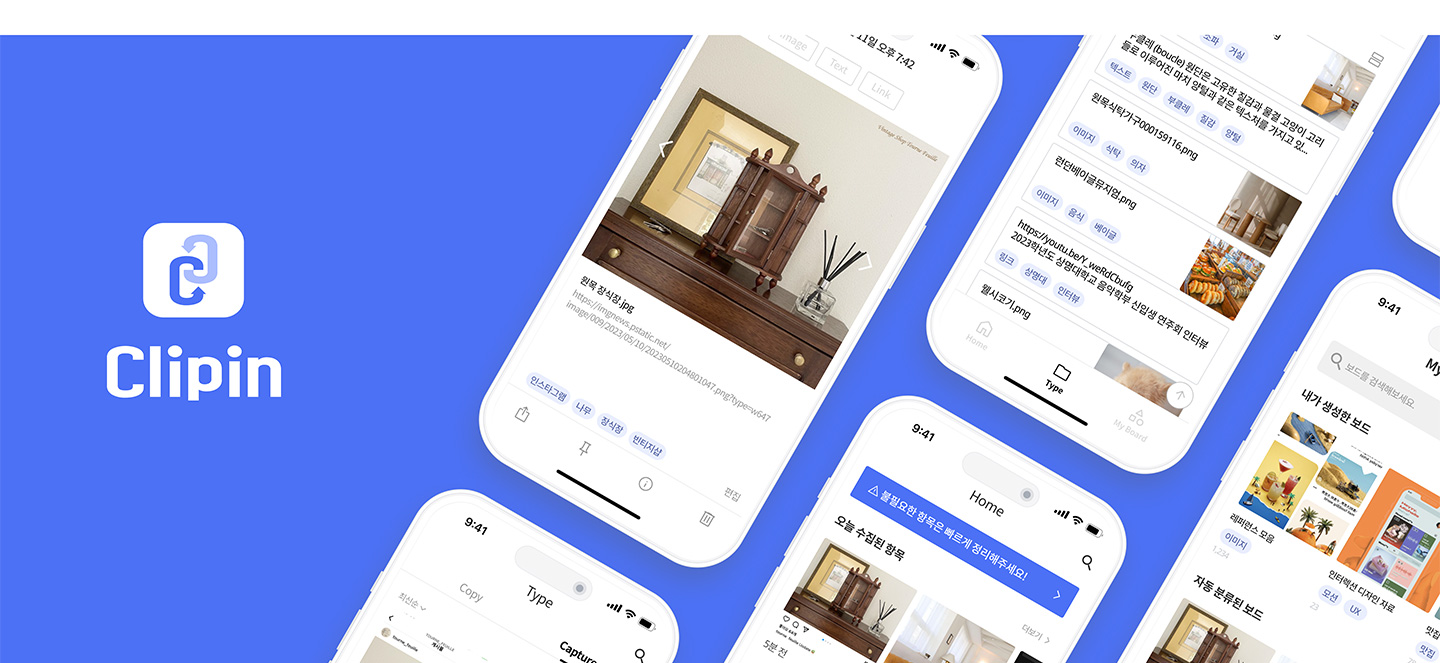 Clipin
11일 오후 7:42
Image
Text
Link
Vintage Shop Tourne Feuille
원목 장식장.jpg
https://imgnews.pstatic.net/
image/009/2023/05/10/20230510204801047.png?type=w647
인스타그램
나무
장식장
빈티지샵
편집
소파
거실
부클레 (boucle) 원단은 고유한 질감과 물결 고양이 고리
들로 이루어진 마치 양털과 같은 텍스처를 가지고 있...
텍스트
원단
부클레
질감
양털
원목식탁가구000159116.png
이미지
식탁
의자
런던베이글뮤지엄.png
이미지
음식
베이글
https://youtu.be/Y_weRdCbufg
2023학년도 상명대학교 음악학부 신입생 연주회 인터뷰
링크
상명대
인터뷰
웰시코기.png
Home
Type
My Board
9:41
Type
Copy
Capture
최신순
tourne_feuille
게시물
9:41
Home
불필요한 항목은 빠르게 정리해주세요!
오늘 수집된 항목
더보기
5분 전
9:41
My
보드를 검색해보세요
내가 생성한 보드
레퍼런스 모음
이미지
1,234
인터랙션 디자인 자료
모션
UX
23
맛집
맛집
자동 분류된 보드